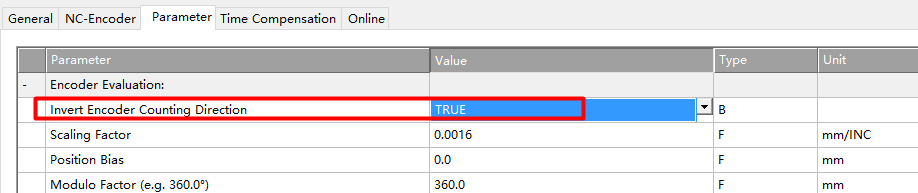 General NC-Encoder Parameter Time Compensation Online
Parameter Value Type Unit
- Encoder Evaluation:
Invert Encoder Counting Direction TRUE B
Scaling Factor 0.0016 F mm/INC
Position Bias 0.0 F mm
Modulo Factor (e.g. 360.0°) 360.0 F mm